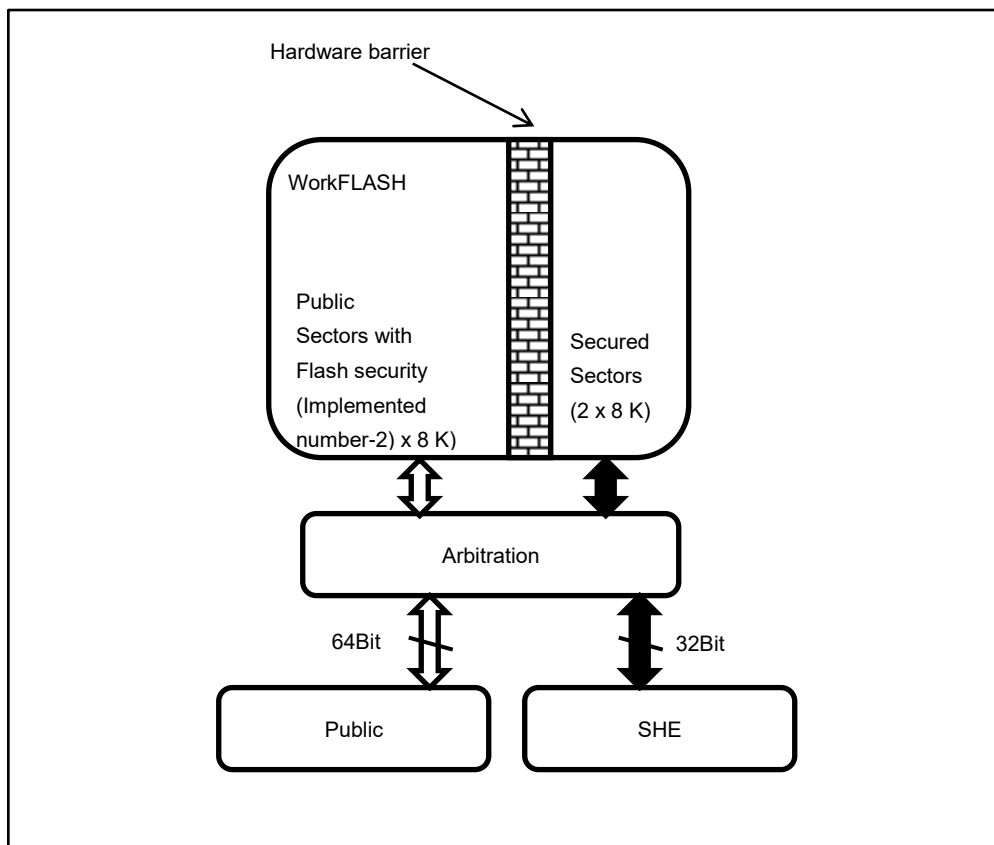 Hardware barrier
WorkFLASH
Public
Sectors with
Flash security
(Implemented
number-2) x 8 K)
Secured
Sectors
(2 x 8 K)
Arbitration
64Bit
32Bit
Public
SHE